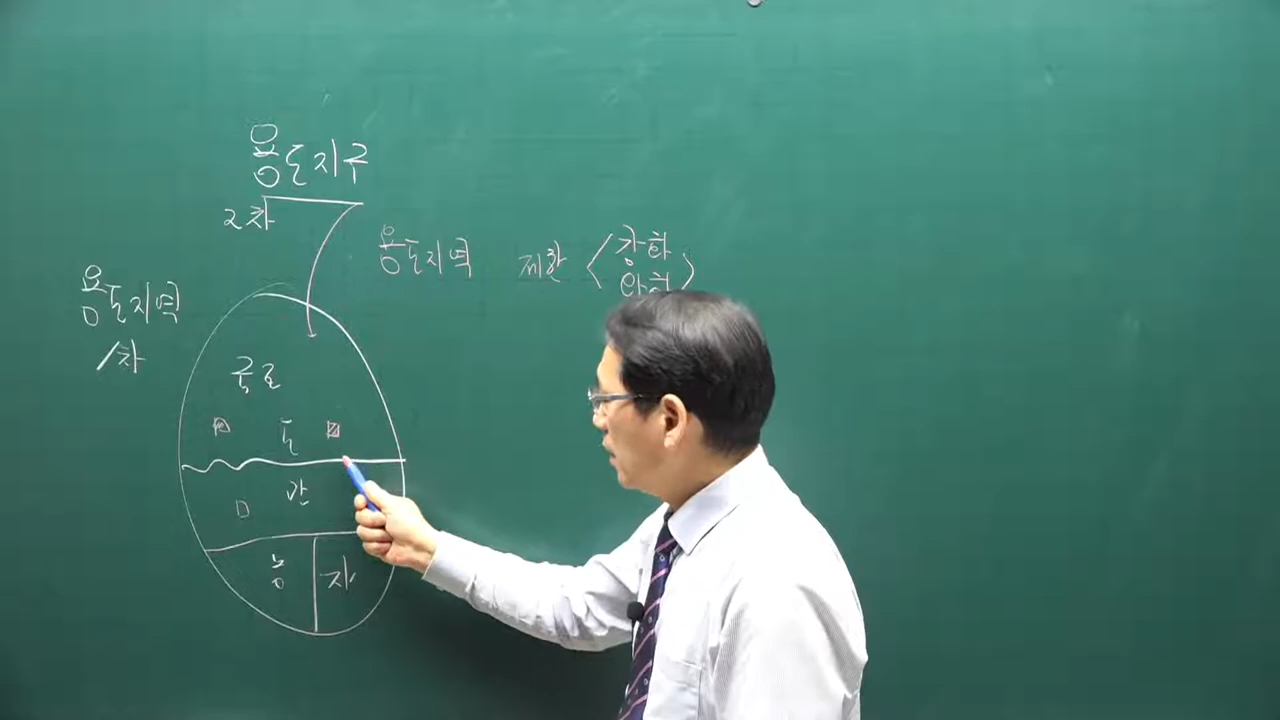 용도지구
2차
용도지역 제한 < 강화
완화 >
용도지역
1차
국토
도
관
농 자